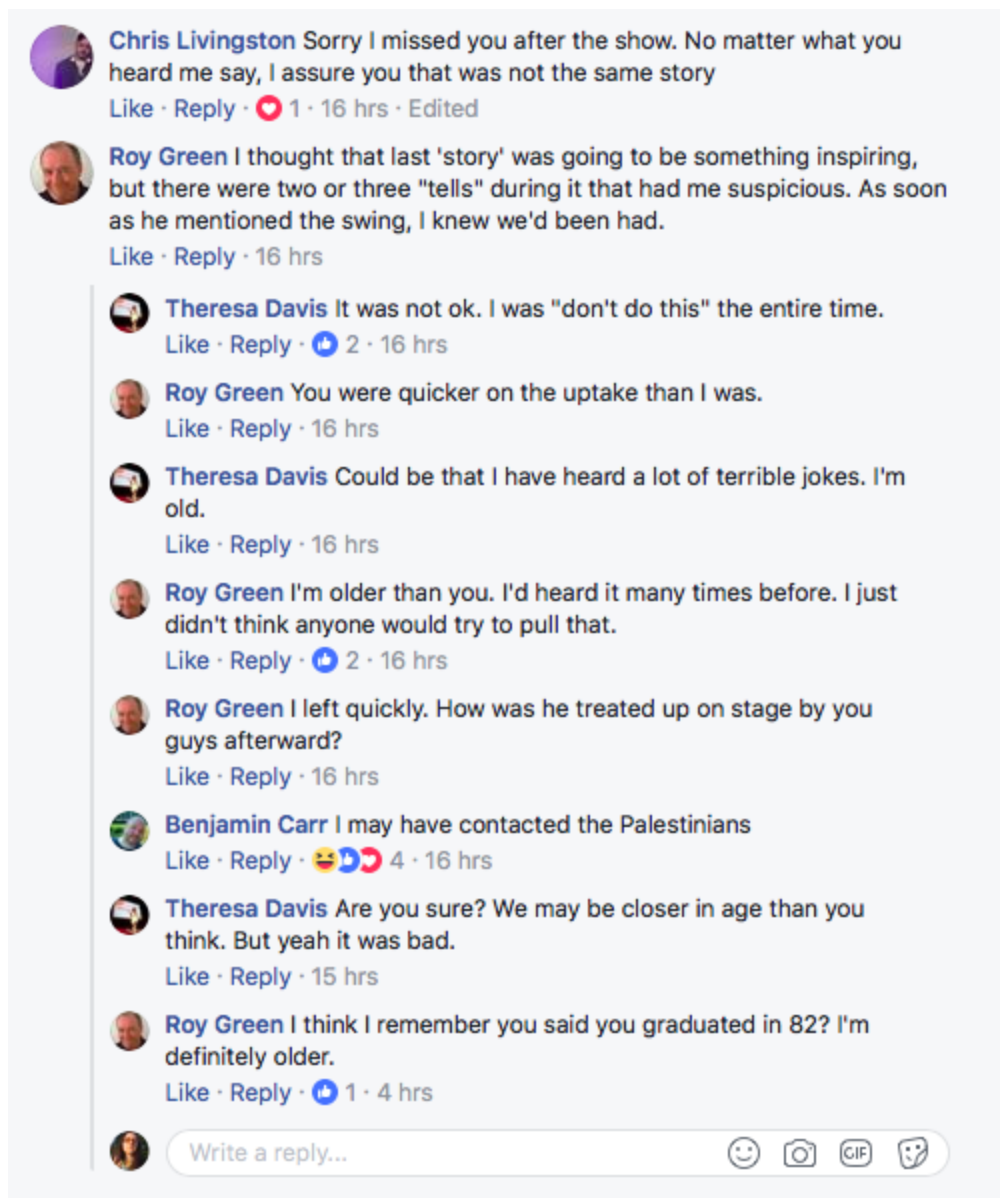 Chris Livingston Sorry I missed you after the show. No matter what you
heard me say, I assure you that was not the same story
Like · Reply · 1 · 16 hrs · Edited
Roy Green I thought that last 'story' was going to be something inspiring,
but there were two or three "tells" during it that had me suspicious. As soon
as he mentioned the swing, I knew we'd been had.
Like · Reply · 16 hrs
Theresa Davis It was not ok. I was "don't do this" the entire time.
Like · Reply · 2 · 16 hrs
Roy Green You were quicker on the uptake than I was.
Like · Reply · 16 hrs
Theresa Davis Could be that I have heard a lot of terrible jokes. I'm
old.
Like · Reply · 16 hrs
Roy Green I'm older than you. I'd heard it many times before. I just
didn't think anyone would try to pull that.
Like · Reply · 2 · 16 hrs
Roy Green I left quickly. How was he treated up on stage by you
guys afterward?
Like · Reply · 16 hrs
Benjamin Carr I may have contacted the Palestinians
Like · Reply · 4 · 16 hrs
Theresa Davis Are you sure? We may be closer in age than you
think. But yeah it was bad.
Like · Reply · 15 hrs
Roy Green I think I remember you said you graduated in 82? I'm
definitely older.
Like · Reply · 1 · 4 hrs
Write a reply... GIF